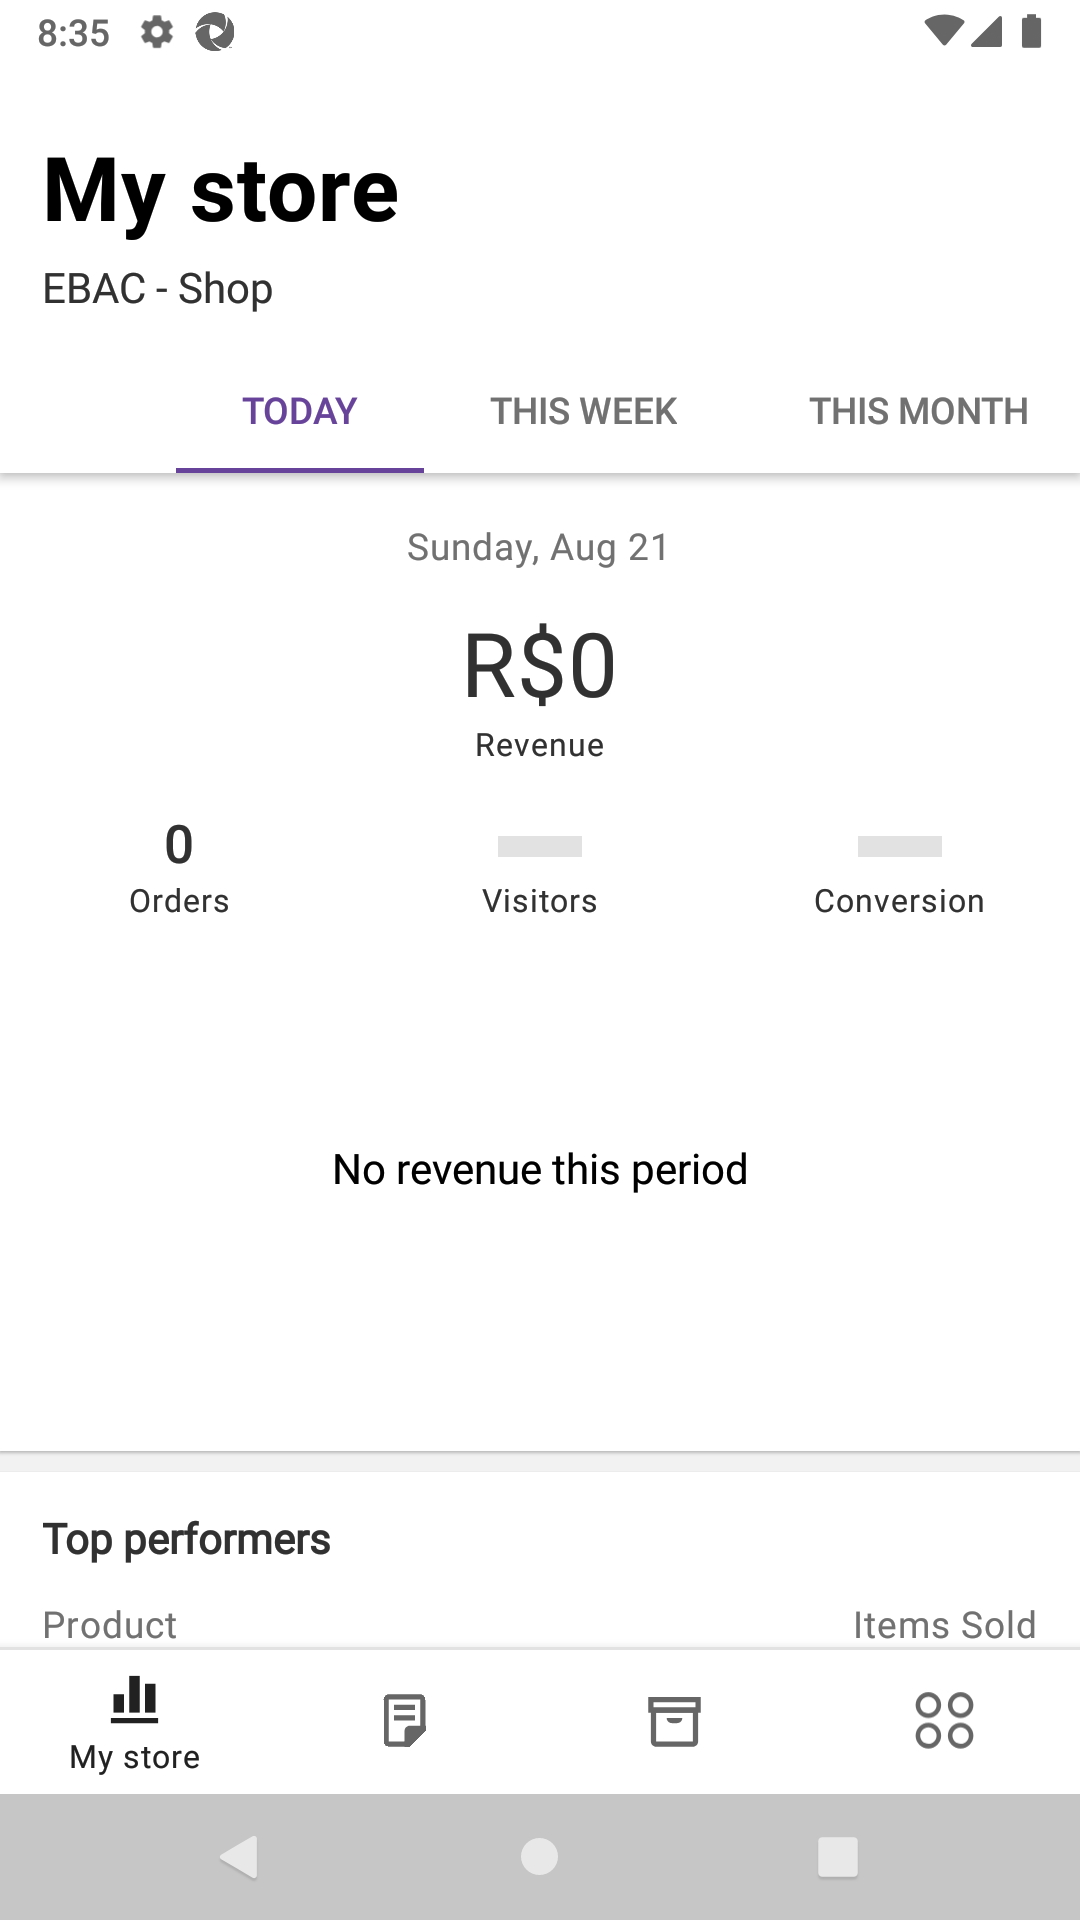 8:35
My store
EBAC - Shop
TODAY THIS WEEK THIS MONTH
Sunday, Aug 21
R$0
Revenue
0
Orders Visitors Conversion
No revenue this period
Top performers
Product Items Sold
My store